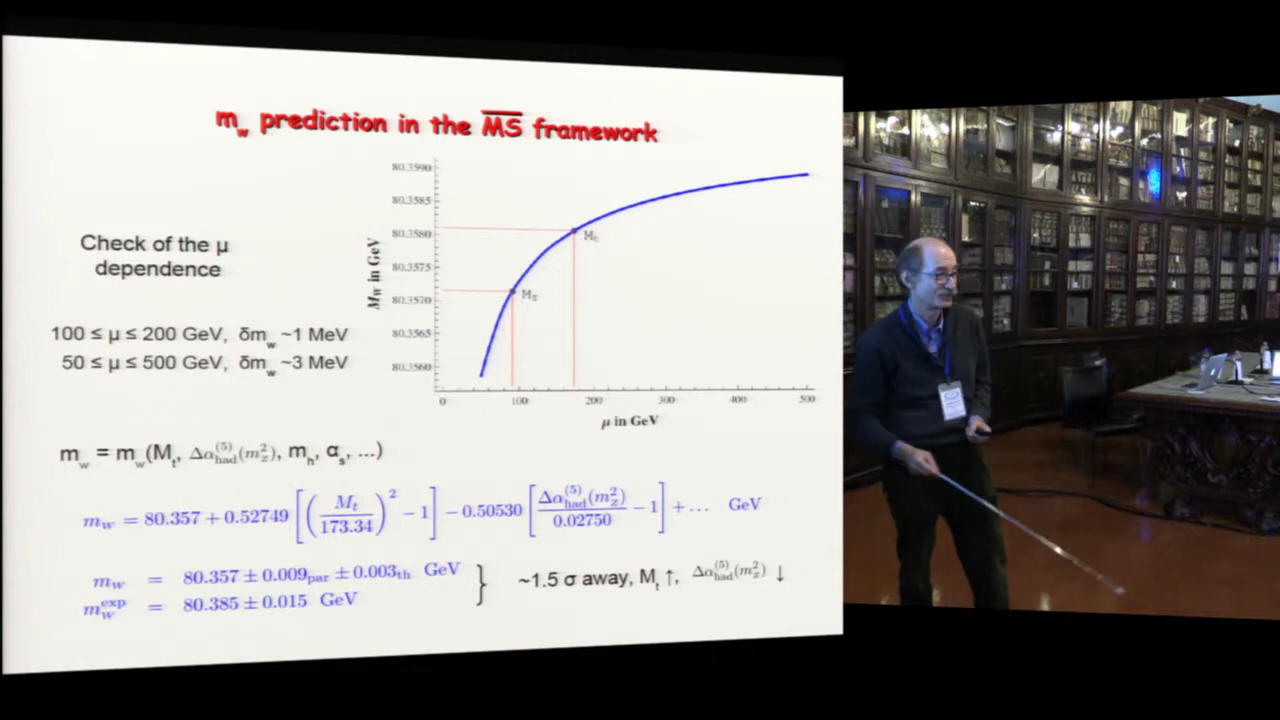 m_w prediction in the M̅S̅ framework
80.3590
80.3585
80.3580
80.3575
80.3570
80.3565
80.3560
M_W in GeV
M_t
M_Z
0 100 200 300 400 500
μ in GeV
Check of the μ
dependence
100 ≤ μ ≤ 200 GeV, δm_w ~1 MeV
50 ≤ μ ≤ 500 GeV, δm_w ~3 MeV
m_w = m_w(M_t, Δα_had^(5)(m_Z^2), m_h, α_s, ...)
m_W = 80.357 + 0.52749 [(M_t / 173.34)^2 − 1] − 0.50530 [Δα_had^(5)(m_Z^2) / 0.02750 − 1] + … GeV
m_W = 80.357 ± 0.009_par ± 0.003_th GeV
m_W^exp = 80.385 ± 0.015 GeV
} ~1.5 σ away, M_t ↑, Δα_had^(5)(m_Z^2) ↓